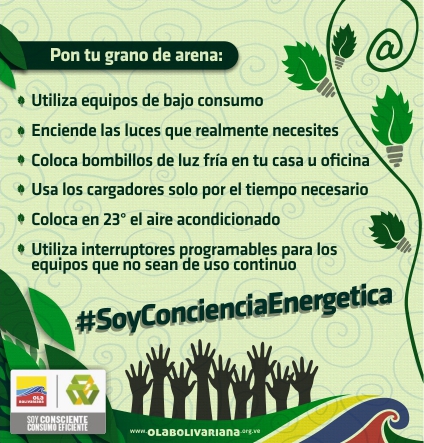 Pon tu grano de arena:
@
Utiliza equipos de bajo consumo
Enciende las luces que realmente necesites
Coloca bombillos de luz fría en tu casa u oficina
Usa los cargadores solo por el tiempo necesario
Coloca en 23° el aire acondicionado
Utiliza interruptores programables para los
equipos que no sean de uso continuo
#SoyConcienciaEnergetica
OLA
BOLIVARIANA
SOY CONSCIENTE
CONSUMO EFICIENTE
www.OLABOLIVARIANA.org.ve